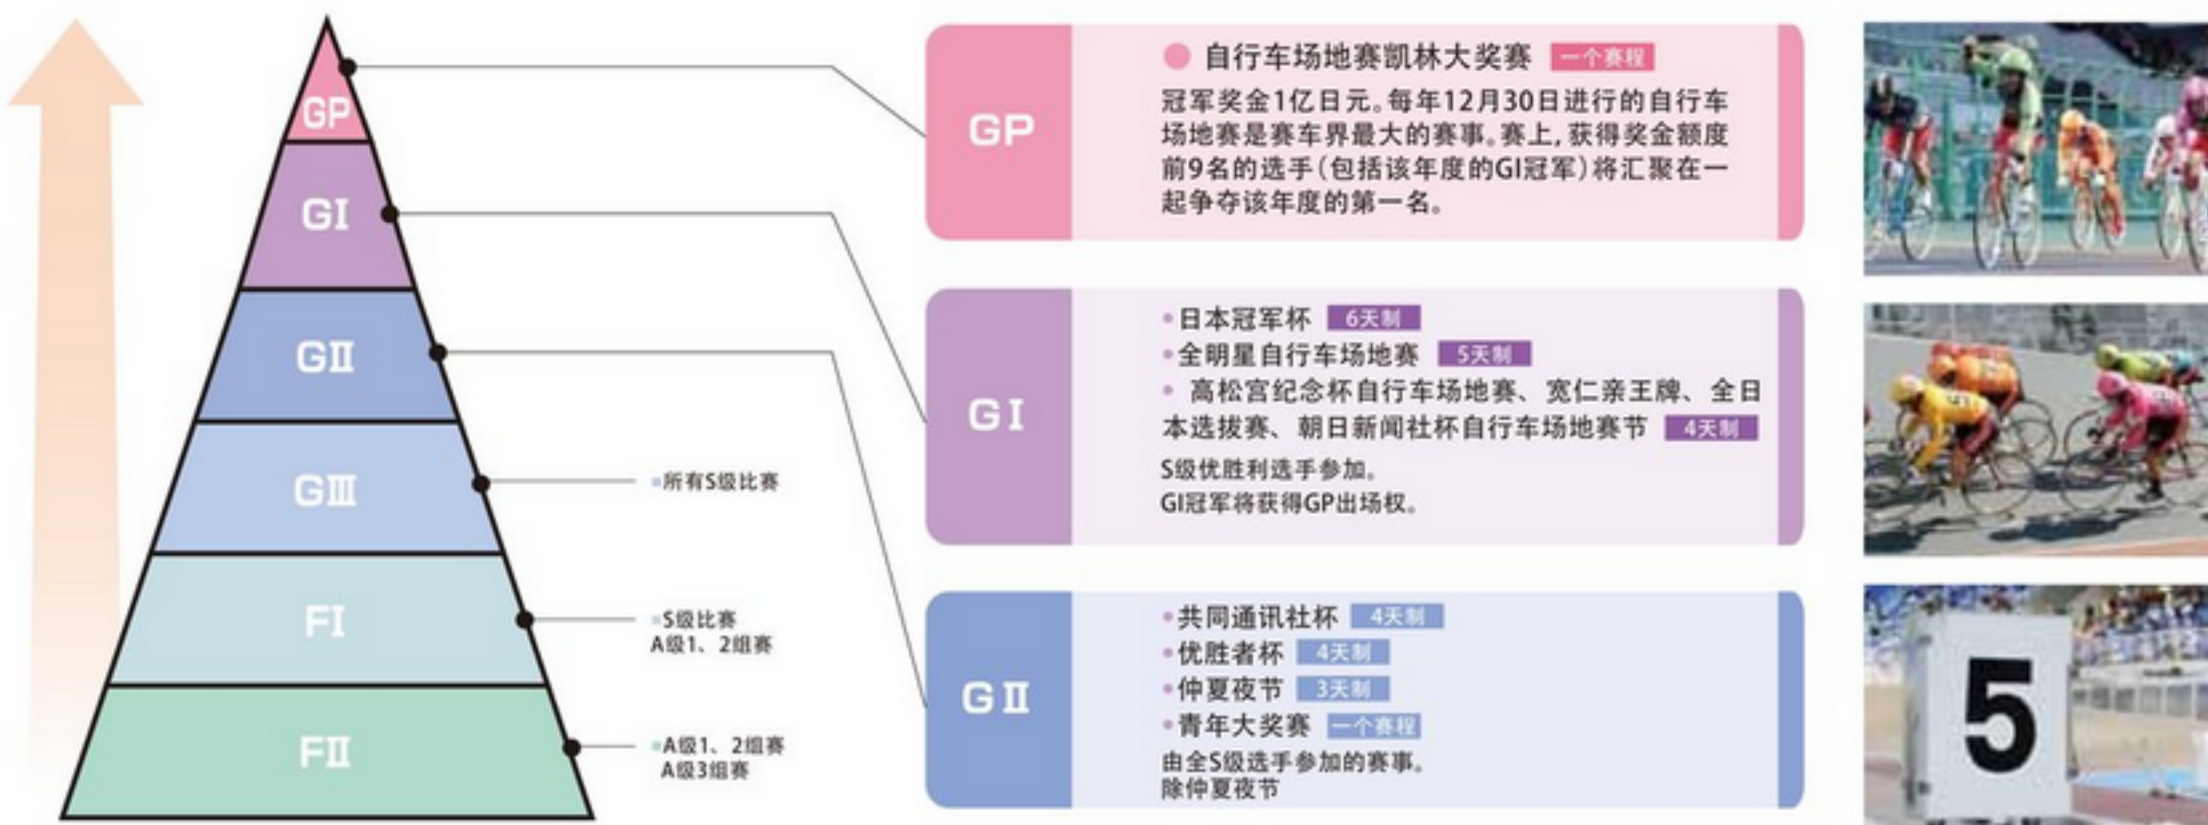 GP
GI
GⅡ
GⅢ
FI
FⅡ
所有S级比赛
S级比赛
A级1、2组赛
A级1、2组赛
A级3组赛
GP
自行车场地赛凯林大奖赛 一个赛程
冠军奖金1亿日元。每年12月30日进行的自行车
场地赛是赛车界最大的赛事。赛上,获得奖金额度
前9名的选手(包括该年度的GI冠军)将汇聚在一
起争夺该年度的第一名。
GI
•日本冠军杯 6天制
•全明星自行车场地赛 5天制
• 高松宫纪念杯自行车场地赛、宽仁亲王牌、全日
本选拔赛、朝日新闻社杯自行车场地赛节 4天制
S级优胜利选手参加。
GI冠军将获得GP出场权。
GⅡ
•共同通讯社杯 4天制
•优胜者杯 4天制
•仲夏夜节 3天制
•青年大奖赛 一个赛程
由全S级选手参加的赛事。
除仲夏夜节
5